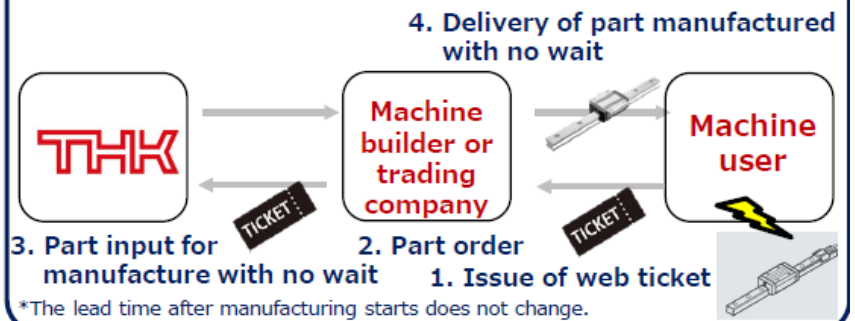 4. Delivery of part manufactured
with no wait
THK
Machine
builder or
trading
company
Machine
user
TICKET
TICKET
3. Part input for
manufacture with no wait
2. Part order
1. Issue of web ticket
*The lead time after manufacturing starts does not change.